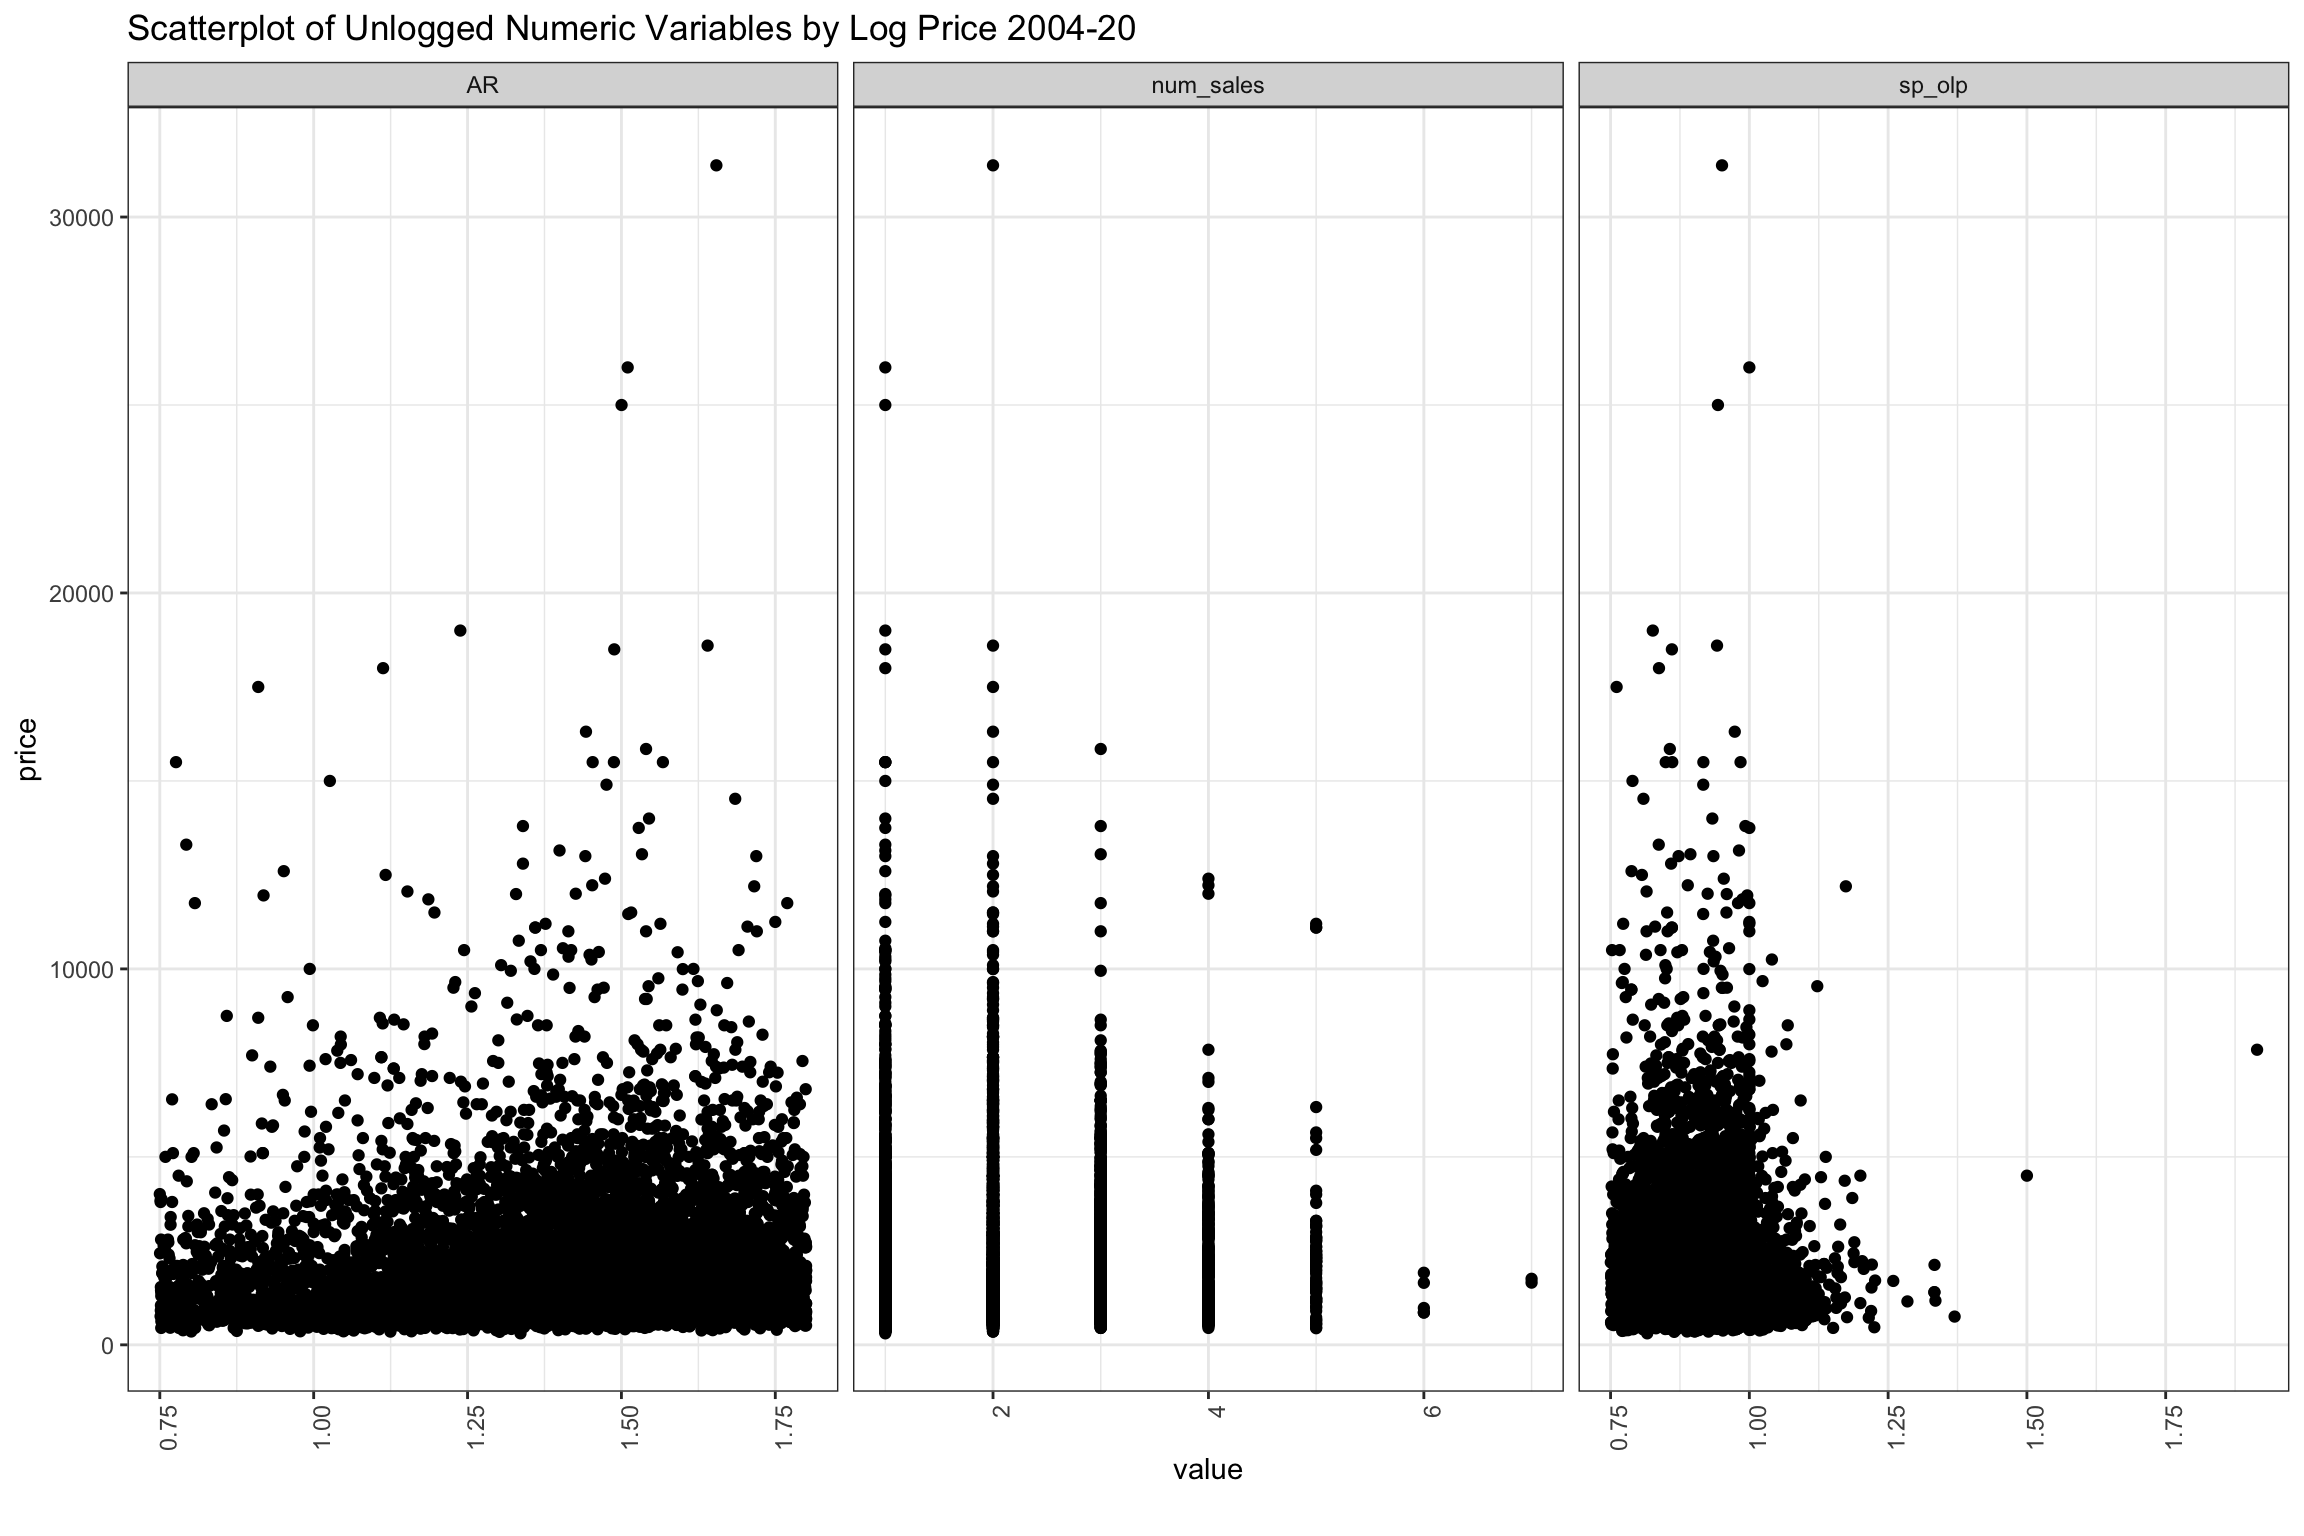 Scatterplot of Unlogged Numeric Variables by Log Price 2004-20
AR
num_sales
sp_olp
30000
20000
10000
0
price
0.75
1.00
1.25
1.50
1.75
2
4
6
0.75
1.00
1.25
1.50
1.75
value